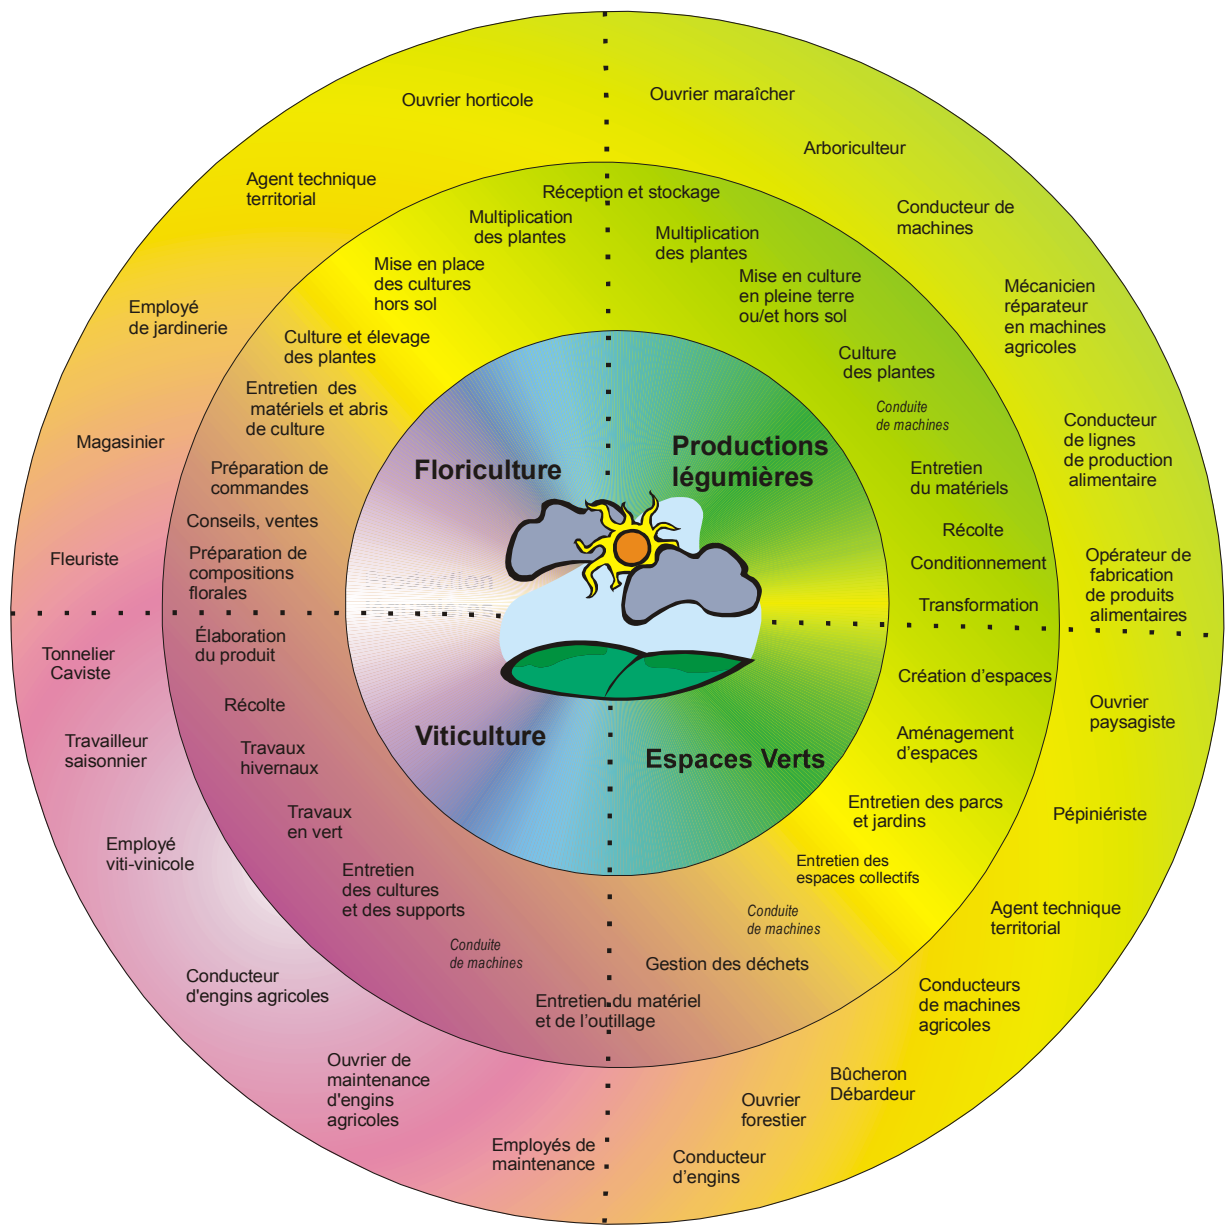 Ouvrier horticole
Ouvrier maraîcher
Arboriculteur
Agent technique
territorial
Réception et stockage
Multiplication
des plantes
Multiplication
des plantes
Conducteur de
machines
Mise en place
des cultures
hors sol
Mise en culture
en pleine terre
ou/et hors sol
Mécanicien
réparateur
en machines
agricoles
Employé
de jardinerie
Culture et élevage
des plantes
Culture
des plantes
Entretien des
matériels et abris
de culture
Conduite
de machines
Magasinier
Conducteur
de lignes
de production
alimentaire
Floriculture
Productions
légumières
Préparation de
commandes
Entretien
du matériels
Conseils, ventes
Récolte
Fleuriste
Préparation de
compositions
florales
Conditionnement
Opérateur de
fabrication
de produits
alimentaires
Transformation
Élaboration
du produit
Tonnelier
Caviste
Création d'espaces
Récolte
Ouvrier
paysagiste
Travailleur
saisonnier
Travaux
hivernaux
Viticulture
Espaces Verts
Aménagement
d'espaces
Travaux
en vert
Entretien des parcs
et jardins
Pépiniériste
Employé
viti-vinicole
Entretien
des cultures
et des supports
Entretien des
espaces collectifs
Conduite
de machines
Agent technique
territorial
Conduite
de machines
Gestion des déchets
Conducteur
d'engins agricoles
Entretien du matériel
et de l'outillage
Conducteurs
de machines
agricoles
Ouvrier de
maintenance
d'engins
agricoles
Bûcheron
Débardeur
Ouvrier
forestier
Employés de
maintenance
Conducteur
d'engins